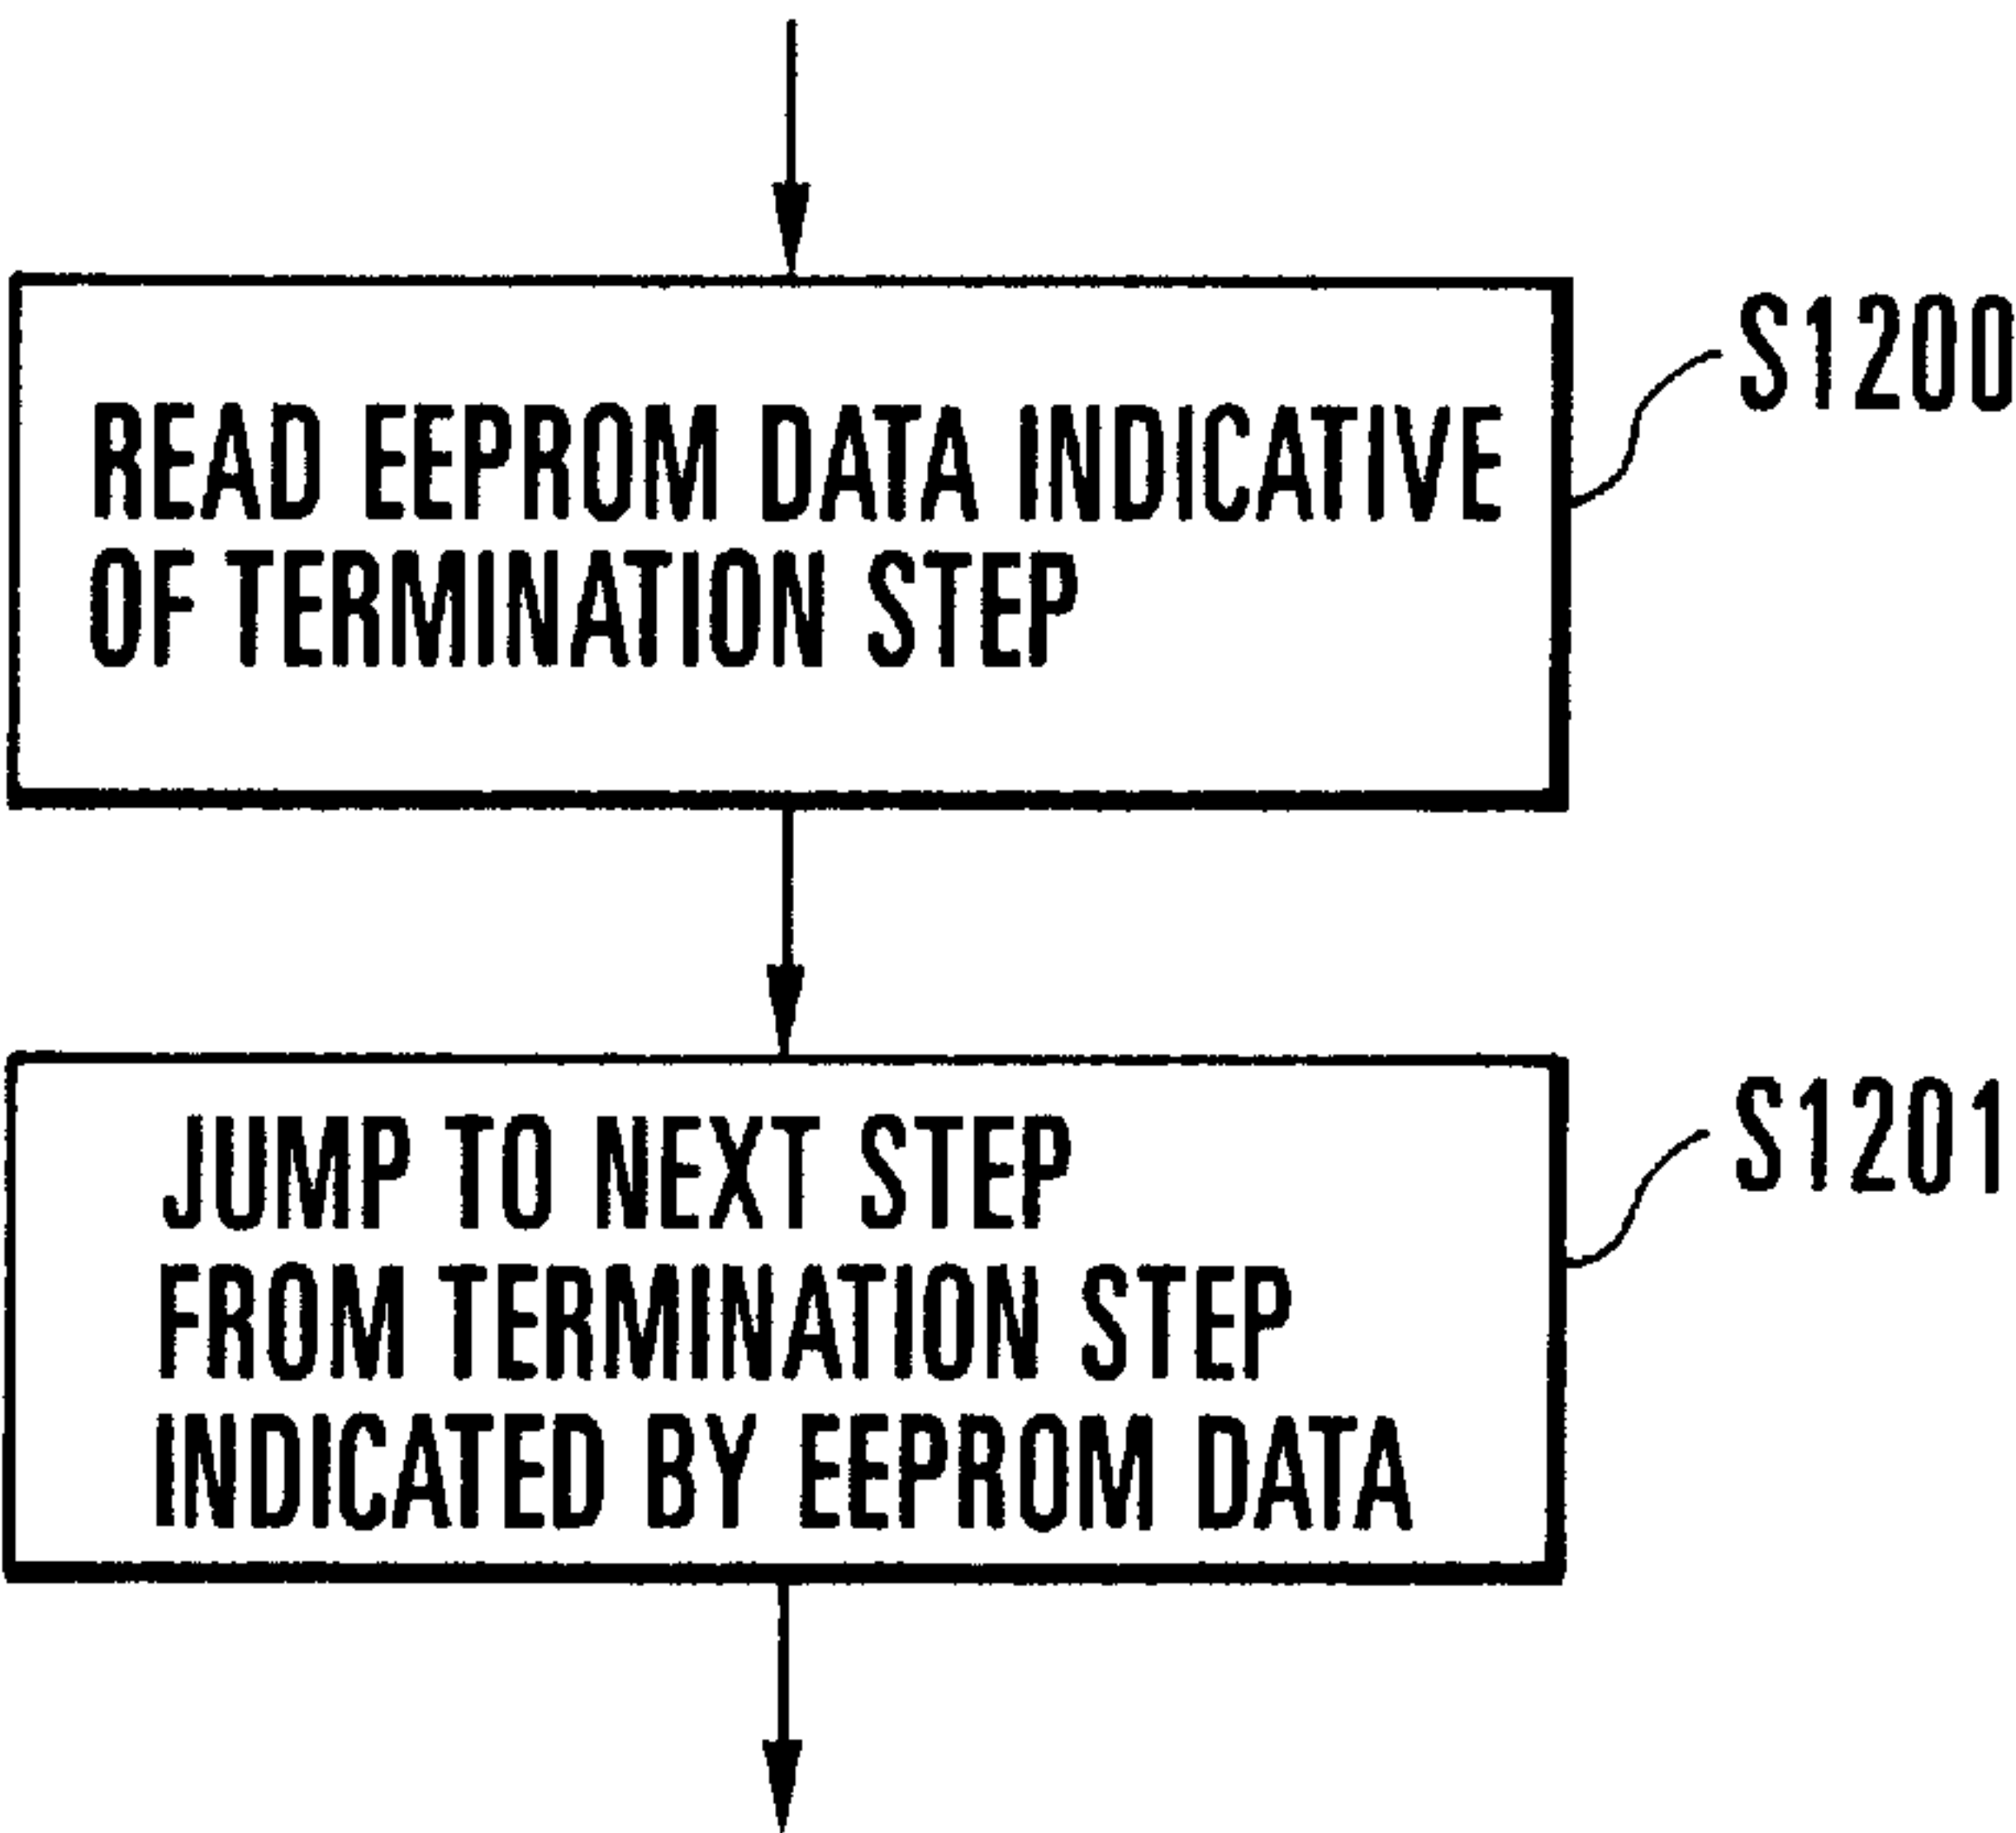 S1200
READ EEPROM DATA INDICATIVE
OF TERMINATION STEP
S1201
JUMP TO NEXT STEP
FROM TERMINATION STEP
INDICATED BY EEPROM DATA